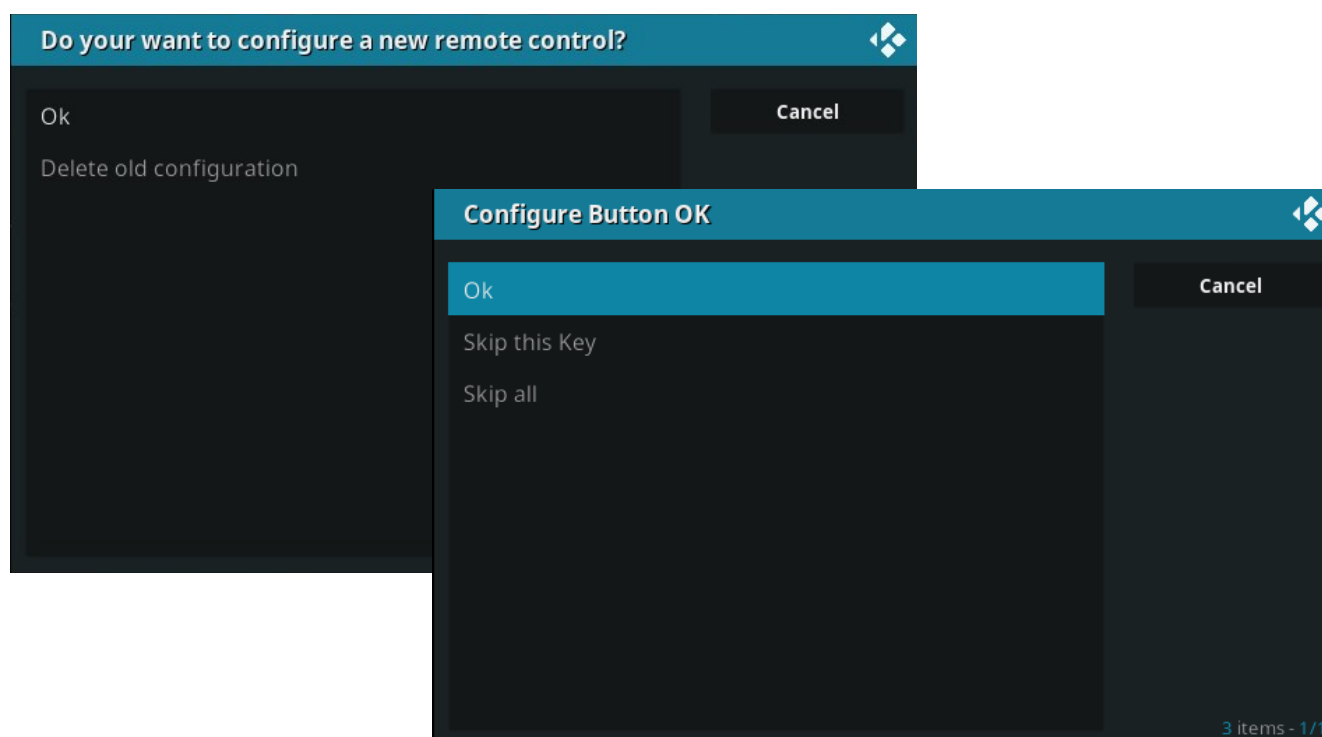 Do your want to configure a new remote control?
Ok
Cancel
Delete old configuration
Configure Button OK
Ok
Cancel
Skip this Key
Skip all
3 items - 1/1